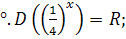 °. D((1/4)^x) = R;